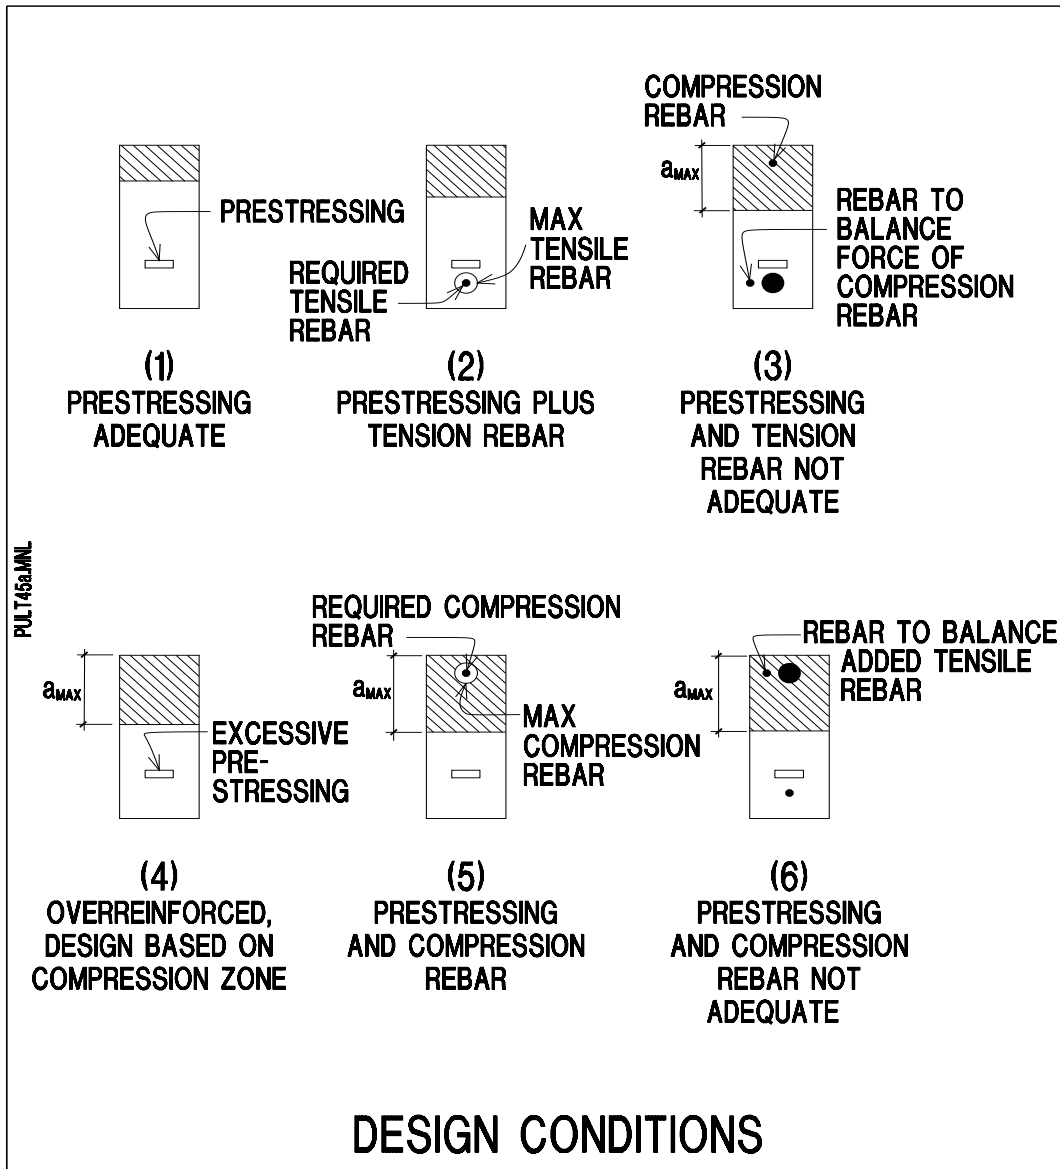 PRESTRESSING
(1)
PRESTRESSING
ADEQUATE
REQUIRED
TENSILE
REBAR
MAX
TENSILE
REBAR
(2)
PRESTRESSING PLUS
TENSION REBAR
COMPRESSION
REBAR
aMAX
REBAR TO
BALANCE
FORCE OF
COMPRESSION
REBAR
(3)
PRESTRESSING
AND TENSION
REBAR NOT
ADEQUATE
PULT45a.MNL
aMAX
EXCESSIVE
PRE-
STRESSING
(4)
OVERREINFORCED,
DESIGN BASED ON
COMPRESSION ZONE
REQUIRED COMPRESSION
REBAR
aMAX
MAX
COMPRESSION
REBAR
(5)
PRESTRESSING
AND COMPRESSION
REBAR
aMAX
REBAR TO BALANCE
ADDED TENSILE
REBAR
(6)
PRESTRESSING
AND COMPRESSION
REBAR NOT
ADEQUATE
DESIGN CONDITIONS